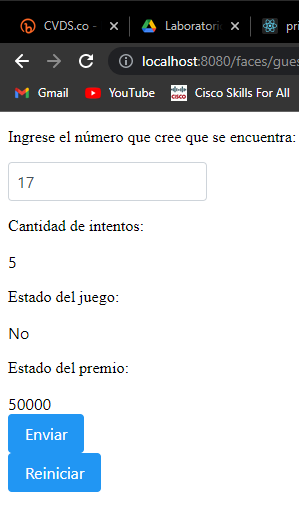 CVDS.co -
Laboratori
pri
localhost:8080/faces/gues
Gmail
YouTube
Cisco Skills For All
Ingrese el número que cree que se encuentra:
17
Cantidad de intentos:
5
Estado del juego:
No
Estado del premio:
50000
Enviar
Reiniciar